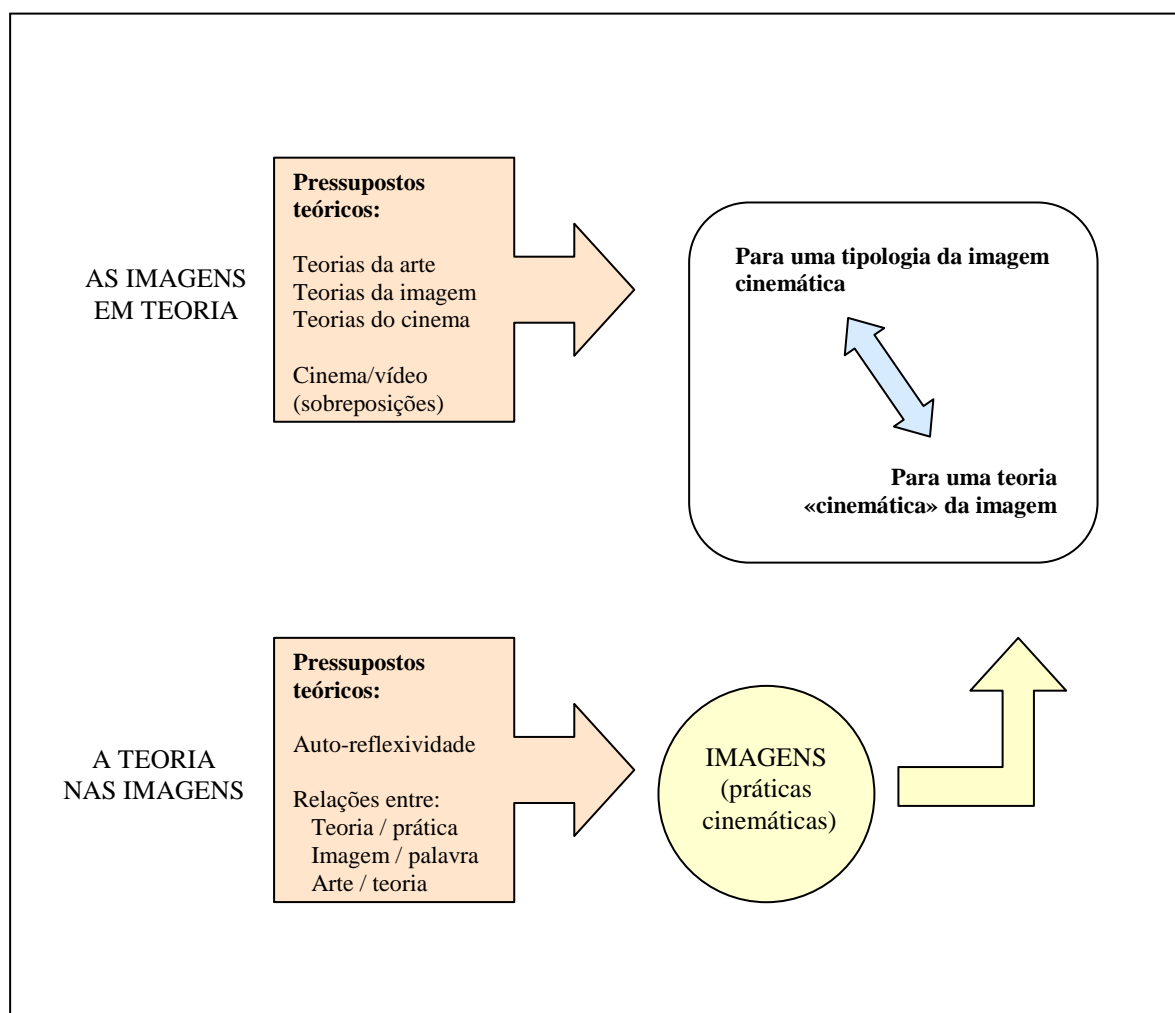 AS IMAGENS
EM TEORIA
Pressupostos
teóricos:
Teorias da arte
Teorias da imagem
Teorias do cinema
Cinema/vídeo
(sobreposições)
Para uma tipologia da imagem
cinemática
Para uma teoria
«cinemática» da imagem
A TEORIA
NAS IMAGENS
Pressupostos
teóricos:
Auto-reflexividade
Relações entre:
Teoria / prática
Imagem / palavra
Arte / teoria
IMAGENS
(práticas
cinemáticas)